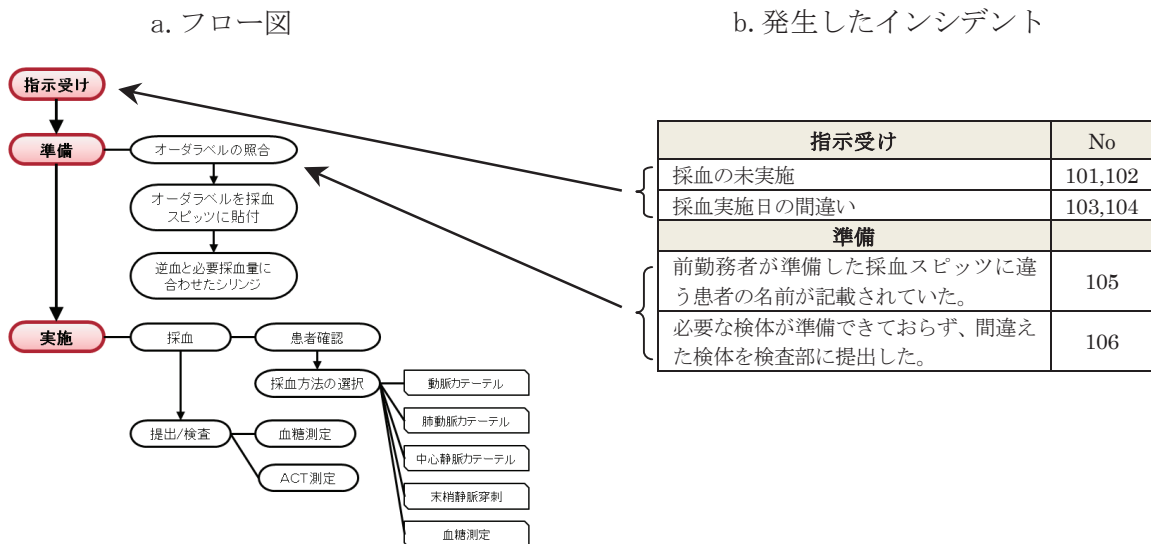 a. フロー図
b. 発生したインシデント
指示受け
準備
オーダラベルの照合
オーダラベルを採血
スピッツに貼付
逆血と必要採血量に
合わせたシリンジ
実施
採血
患者確認
採血方法の選択
動脈カテーテル
肺動脈カテーテル
中心静脈カテーテル
末梢静脈穿刺
血糖測定
提出/検査
血糖測定
ACT測定
指示受け No
採血の未実施 101,102
採血実施日の間違い 103,104
準備
前勤務者が準備した採血スピッツに違
う患者の名前が記載されていた。 105
必要な検体が準備できておらず、間違え
た検体を検査部に提出した。 106